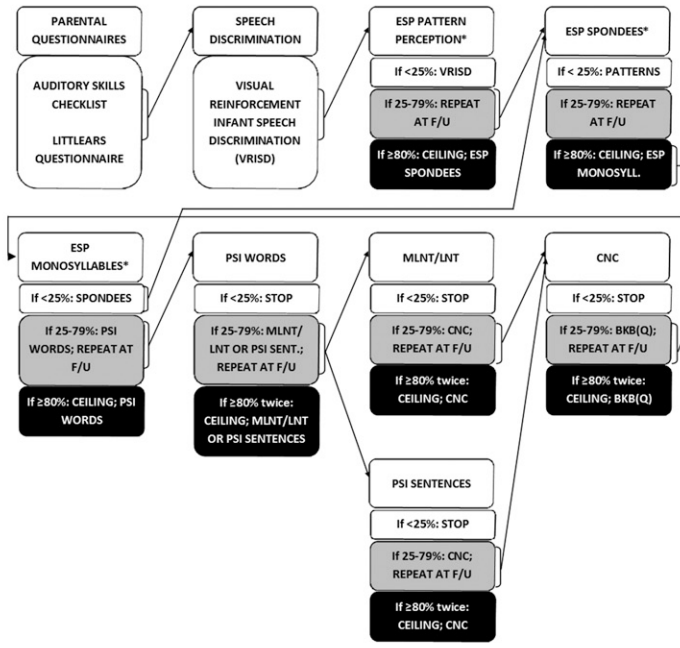 PARENTAL
QUESTIONNAIRES
AUDITORY SKILLS
CHECKLIST
LITTLEARS
QUESTIONNAIRE
SPEECH
DISCRIMINATION
VISUAL
REINFORCEMENT
INFANT SPEECH
DISCRIMINATION
(VRISD)
ESP PATTERN
PERCEPTION*
If <25%: VRISD
If 25-79%: REPEAT
AT F/U
If ≥80%: CEILING; ESP
SPONDEES
ESP SPONDEES*
If < 25%: PATTERNS
If 25-79%: REPEAT
AT F/U
If ≥80%: CEILING; ESP
MONOSYLL.
ESP
MONOSYLLABLES*
If <25%: SPONDEES
If 25-79%: PSI
WORDS; REPEAT AT
F/U
If ≥80%: CEILING; PSI
WORDS
PSI WORDS
If <25%: STOP
If 25-79%: MLNT/
LNT OR PSI SENT.;
REPEAT AT F/U
If ≥80% twice:
CEILING; MLNT/LNT
OR PSI SENTENCES
MLNT/LNT
If <25%: STOP
If 25-79%: CNC;
REPEAT AT F/U
If ≥80% twice:
CEILING; CNC
CNC
If <25%: STOP
If 25-79%: BKB(Q);
REPEAT AT F/U
If ≥80% twice:
CEILING; BKB(Q)
PSI SENTENCES
If <25%: STOP
If 25-79%: CNC;
REPEAT AT F/U
If ≥80% twice:
CEILING; CNC